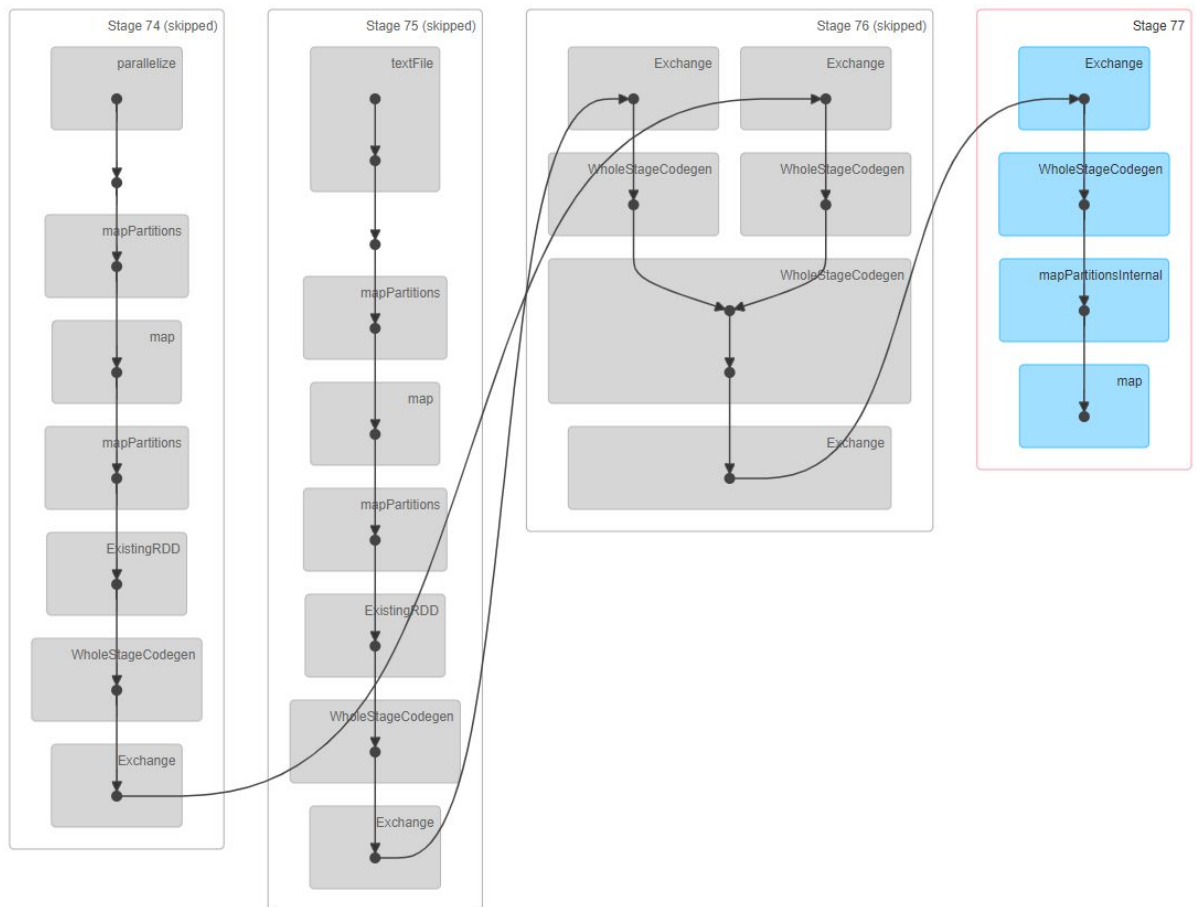 Stage 74 (skipped)
parallelize
mapPartitions
map
mapPartitions
ExistingRDD
WholeStageCodegen
Exchange
Stage 75 (skipped)
textFile
mapPartitions
map
mapPartitions
ExistingRDD
WholeStageCodegen
Exchange
Stage 76 (skipped)
Exchange
Exchange
WholeStageCodegen
WholeStageCodegen
WholeStageCodegen
Exchange
Stage 77
Exchange
WholeStageCodegen
mapPartitionsInternal
map